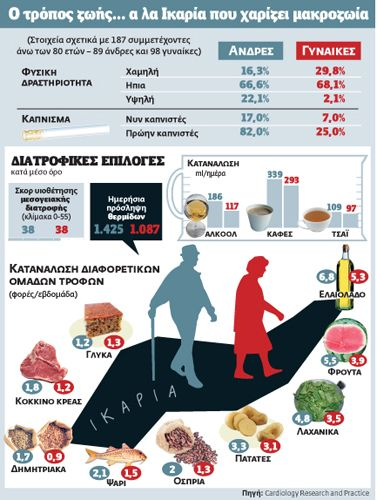 Ο τρόπος ζωής... α λα Ικαρία που χαρίζει μακροζωία
(Στοιχεία σχετικά με 187 συμμετέχοντες
άνω των 80 ετών – 89 άνδρες και 98 γυναίκες)
ΑΝΔΡΕΣ ΓΥΝΑΙΚΕΣ
ΦΥΣΙΚΗ
ΔΡΑΣΤΗΡΙΟΤΗΤΑ
Χαμηλή 16,3% 29,8%
Ηπια 66,6% 68,1%
Υψηλή 22,1% 2,1%
ΚΑΠΝΙΣΜΑ
Νυν καπνιστές 17,0% 7,0%
Πρώην καπνιστές 82,0% 25,0%
ΔΙΑΤΡΟΦΙΚΕΣ ΕΠΙΛΟΓΕΣ
κατά μέσο όρο
Σκορ υιοθέτησης
μεσογειακής
διατροφής
(κλίμακα 0-55)
38 38
Ημερήσια
πρόσληψη
θερμίδων
1.425 1.087
ΚΑΤΑΝΑΛΩΣΗ
ml/ημέρα
186 117
ΑΛΚΟΟΛ
339 293
ΚΑΦΕΣ
109 97
ΤΣΑΪ
ΚΑΤΑΝΑΛΩΣΗ ΔΙΑΦΟΡΕΤΙΚΩΝ
ΟΜΑΔΩΝ ΤΡΟΦΩΝ
(φορές/εβδομάδα)
6,8 5,3
ΕΛΑΙΟΛΑΔΟ
1,2 1,3
ΓΛΥΚΑ
5,5 3,9
ΦΡΟΥΤΑ
1,8 1,2
ΚΟΚΚΙΝΟ ΚΡΕΑΣ
ΙΚΑΡΙΑ
4,8 3,5
ΛΑΧΑΝΙΚΑ
3,3 3,1
ΠΑΤΑΤΕΣ
1,7 0,9
ΔΗΜΗΤΡΙΑΚΑ
2,1 1,5
ΨΑΡΙ
2 1,3
ΟΣΠΡΙΑ
Πηγή: Cardiology Research and Practice